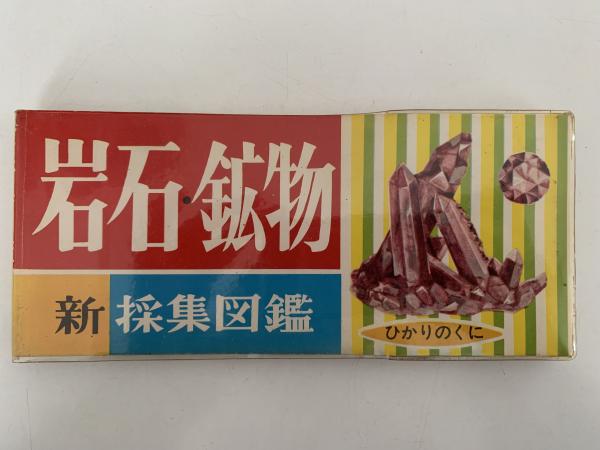 岩石・鉱物
新 採集図鑑
ひかりのくに